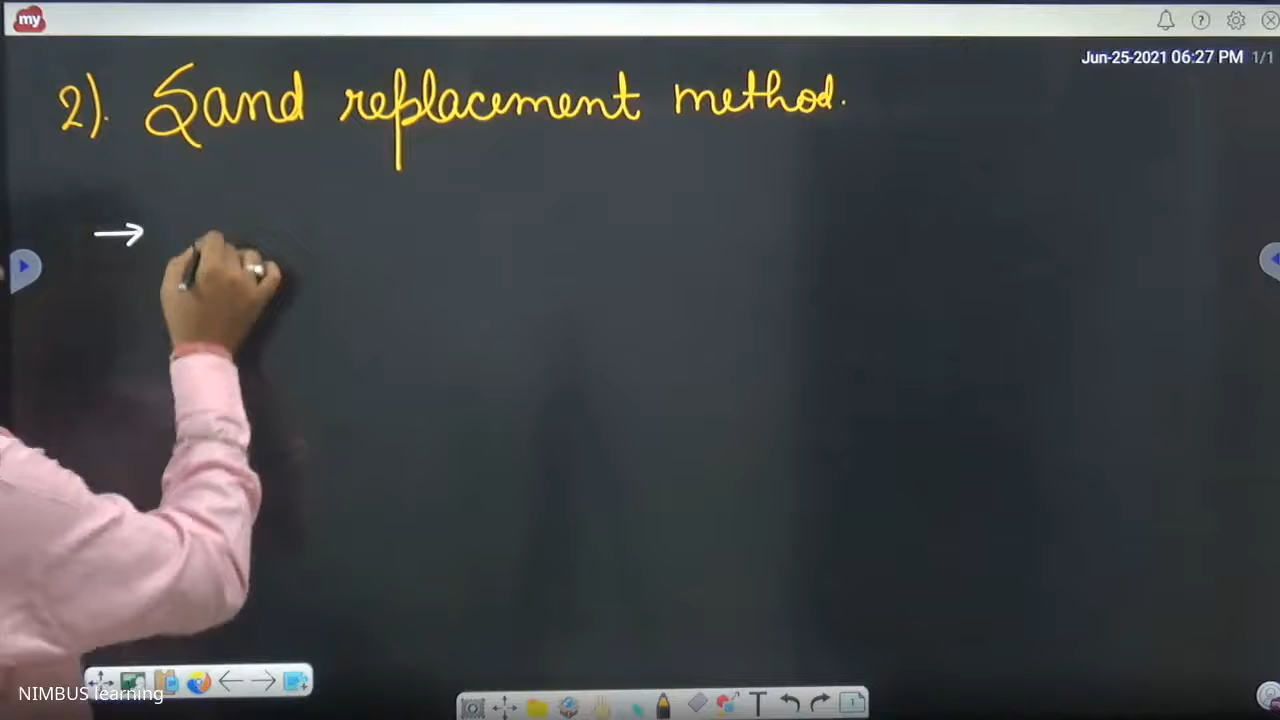 my
Jun-25-2021 06:27 PM 1/1
2). Sand replacement method.
→
NIMBUS learning